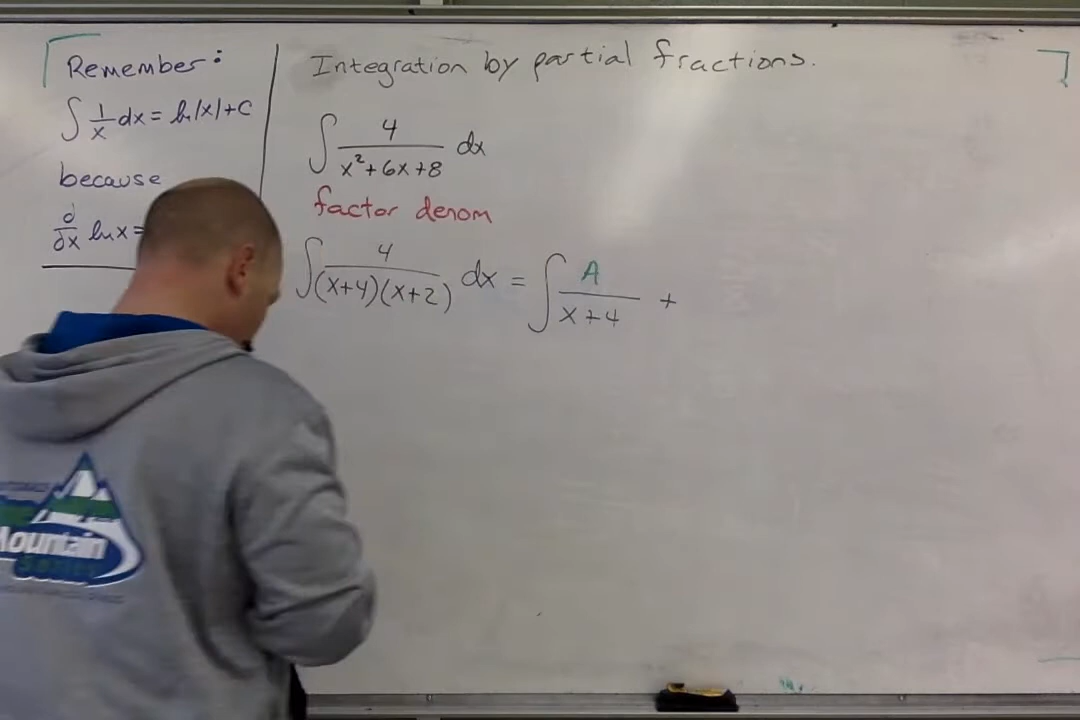 Remember:
∫ 1/x dx = ln|x| + C
because
d/dx ln x =
Integration by partial fractions.
∫ 4/(x² + 6x + 8) dx
factor denom
∫ 4/((x+4)(x+2)) dx = ∫ A/(x+4) +
Mountain